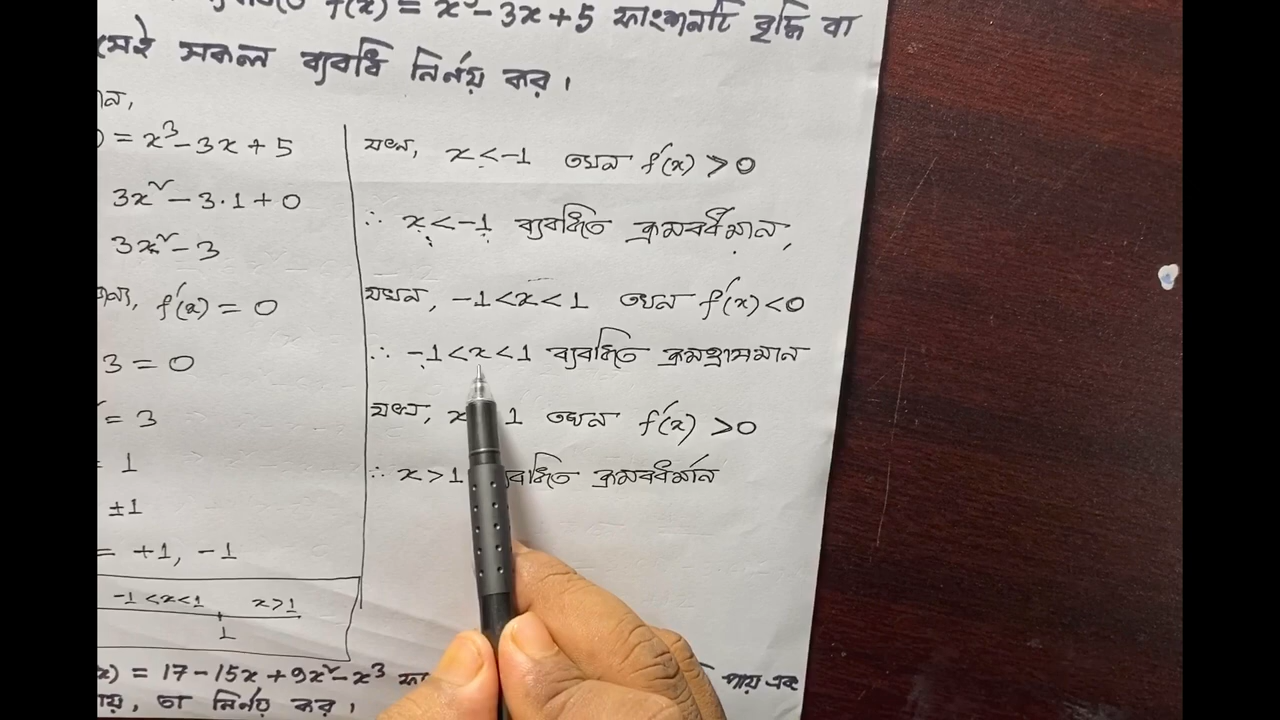 f(x) = x³ - 3x + 5 ফাংশনটি বৃদ্ধি বা
সেই সকল ব্যবধি নির্ণয় কর।
) = x³ - 3x + 5
3x² - 3·1 + 0
3x² - 3
f′(x) = 0
3 = 0
= 3
= 1
±1
= +1, -1
-1 < x < 1 x > 1
1
যখন, x < -1 তখন f′(x) > 0
∴ x < -1 ব্যবধিতে ক্রমবর্ধমান,
যখন, -1 < x < 1 তখন f′(x) < 0
∴ -1 < x < 1 ব্যবধিতে ক্রমহ্রাসমান
যখন, x 1 তখন f′(x) > 0
∴ x > 1 ব্যবধিতে ক্রমবর্ধমান
x) = 17 - 15x + 9x² - x³ পায় এবং
তা নির্ণয় কর।